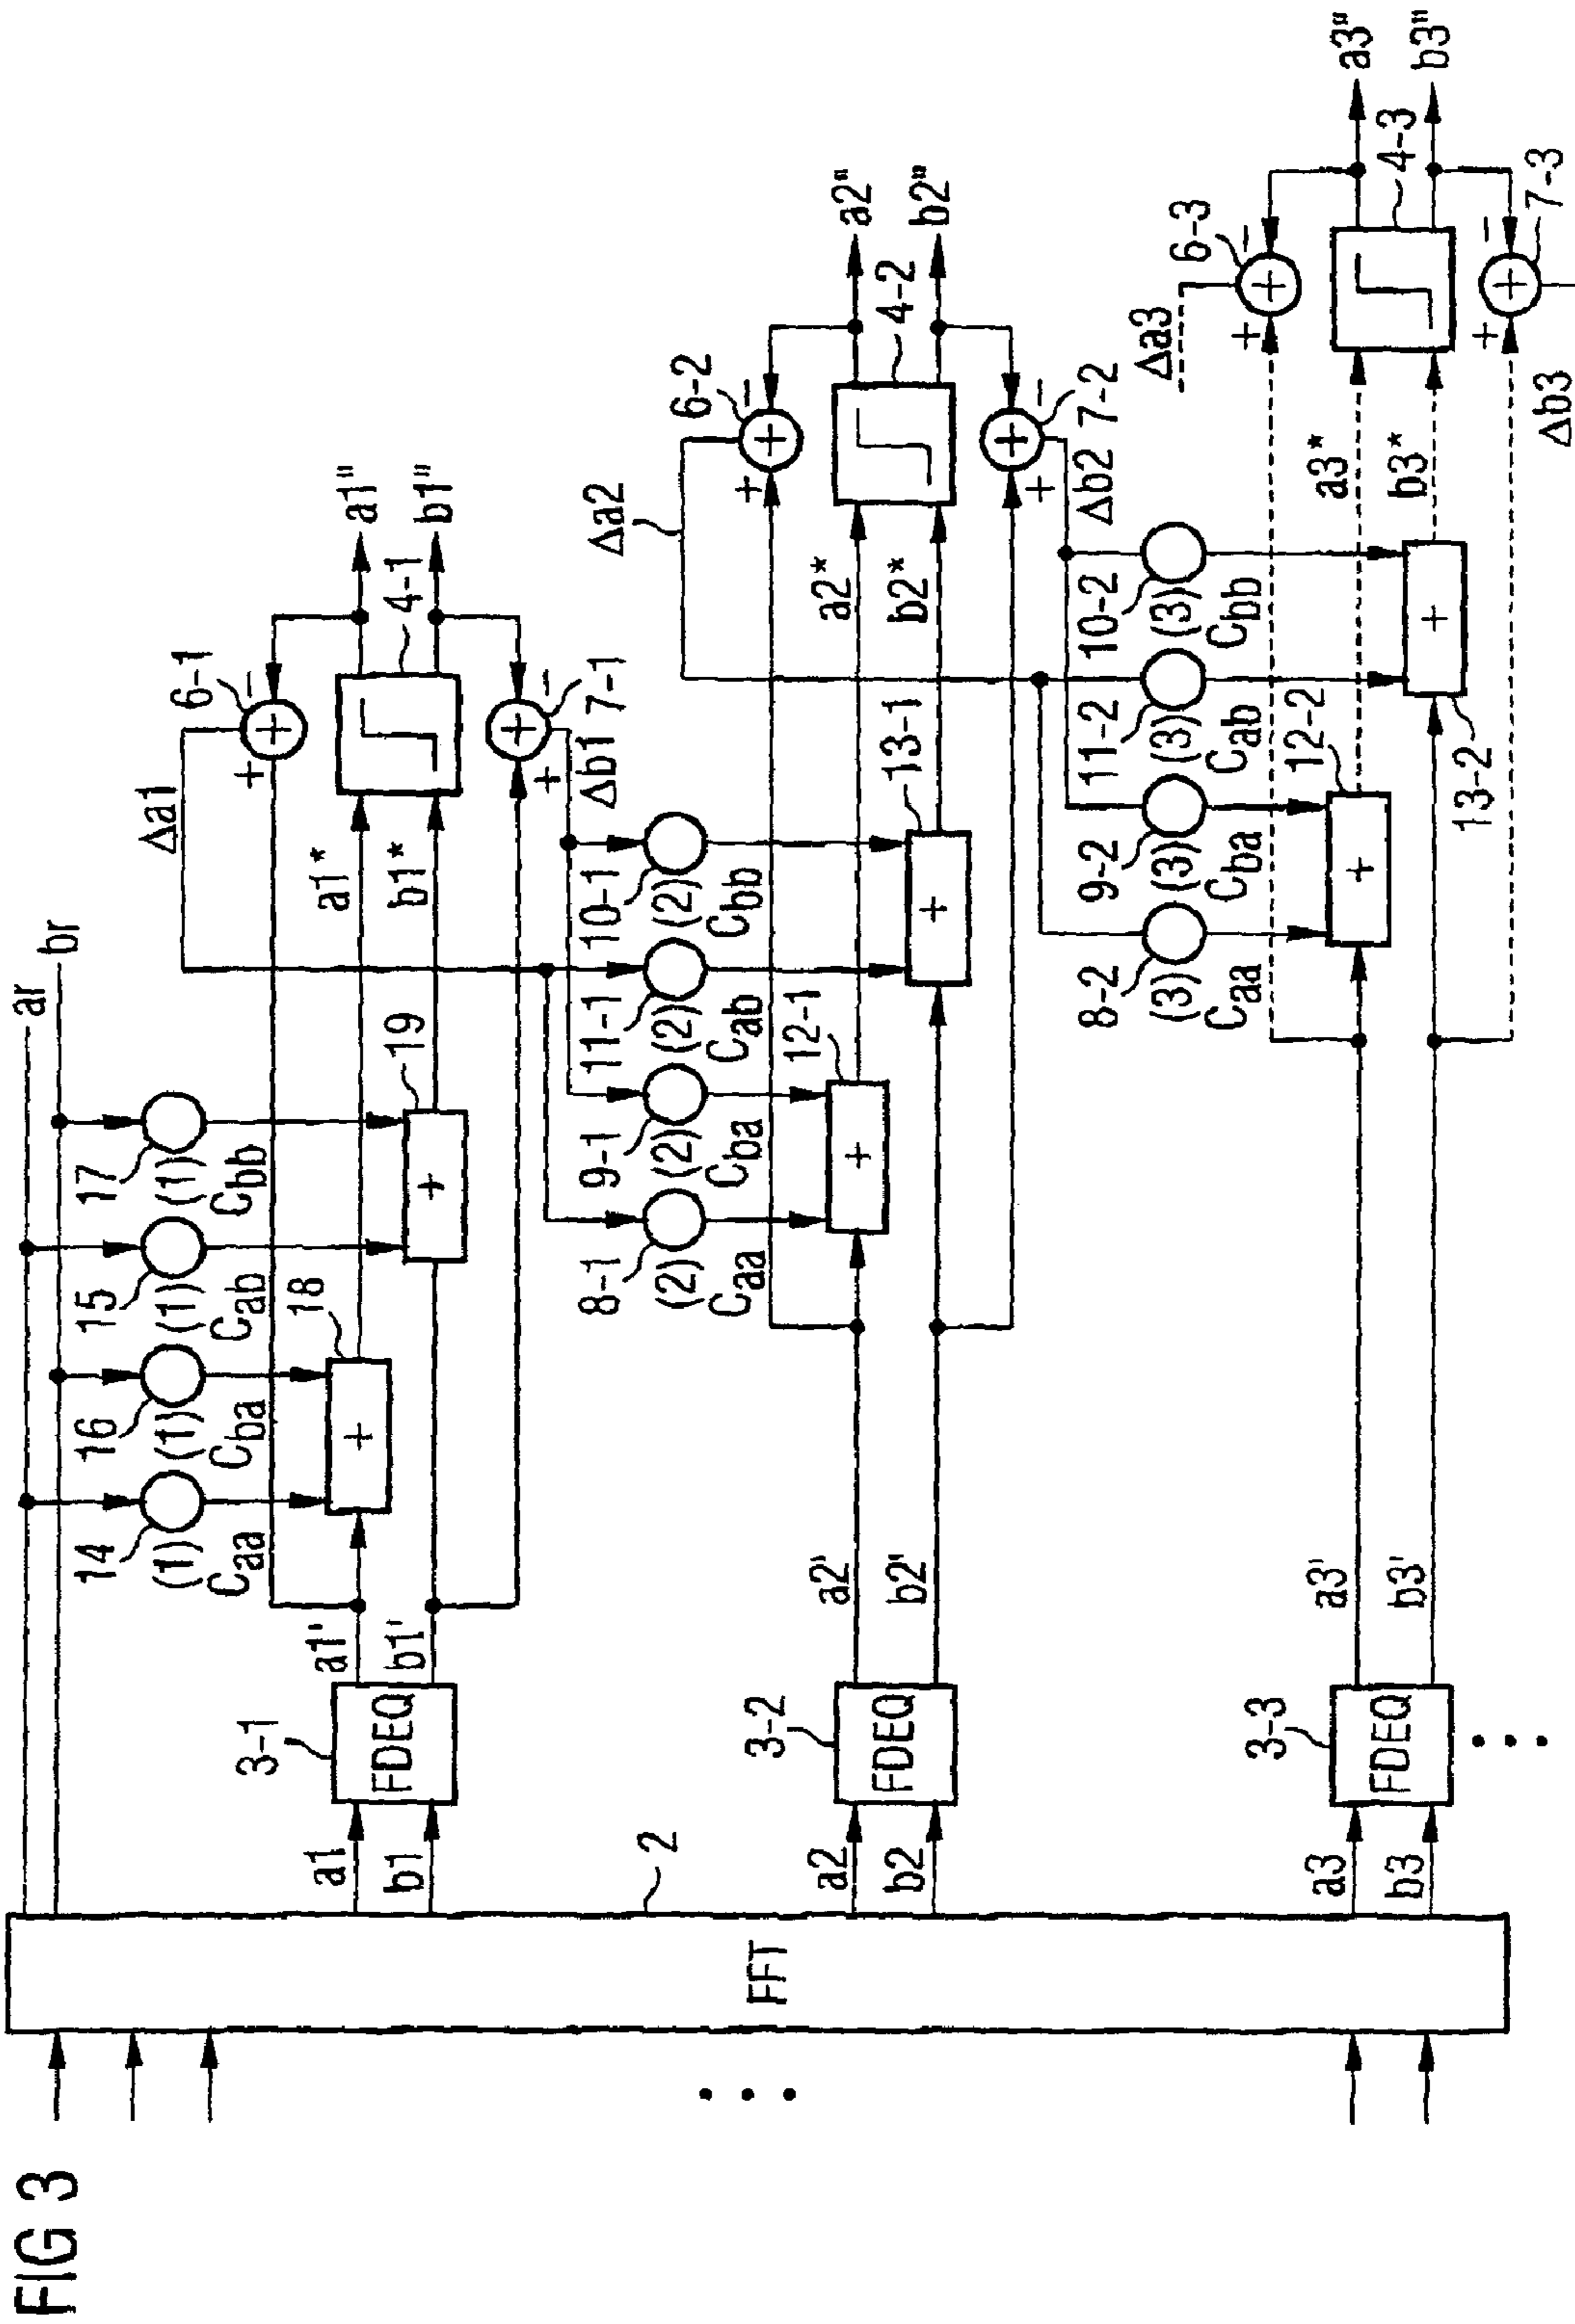 FIG 3
FFT
2
ar
br
14
(1)
Caa
16
(1)
Cba
15
(1)
Cab
17
(1)
Cbb
a1
b1
3-1
FDEQ
a1'
b1'
18
+
19
+
a1*
b1*
Δa1
6-1
+
+
−
4-1
a1"
b1"
7-1
+
+
−
Δb1
8-1
(2)
Caa
9-1
(2)
Cba
11-1
(2)
Cab
10-1
(2)
Cbb
a2
b2
3-2
FDEQ
a2'
b2'
12-1
+
13-1
+
a2*
b2*
Δa2
6-2
+
+
−
4-2
a2"
b2"
7-2
+
+
−
Δb2
8-2
(3)
Caa
9-2
(3)
Cba
11-2
(3)
Cab
10-2
(3)
Cbb
a3
b3
3-3
FDEQ
a3'
b3'
12-2
+
13-2
+
a3*
b3*
Δa3
6-3
+
+
−
4-3
a3"
b3"
7-3
+
+
−
Δb3